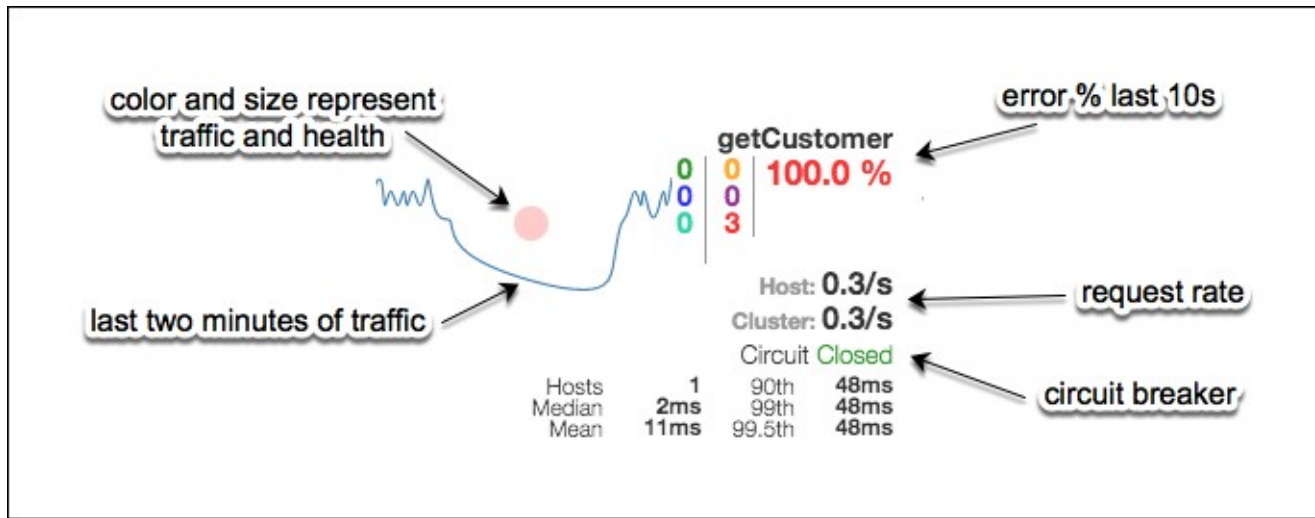 color and size represent
traffic and health
error % last 10s
getCustomer
0 0 100.0 %
0 0
0 3
last two minutes of traffic
Host: 0.3/s
Cluster: 0.3/s
request rate
Circuit Closed
circuit breaker
Hosts 1 90th 48ms
Median 2ms 99th 48ms
Mean 11ms 99.5th 48ms